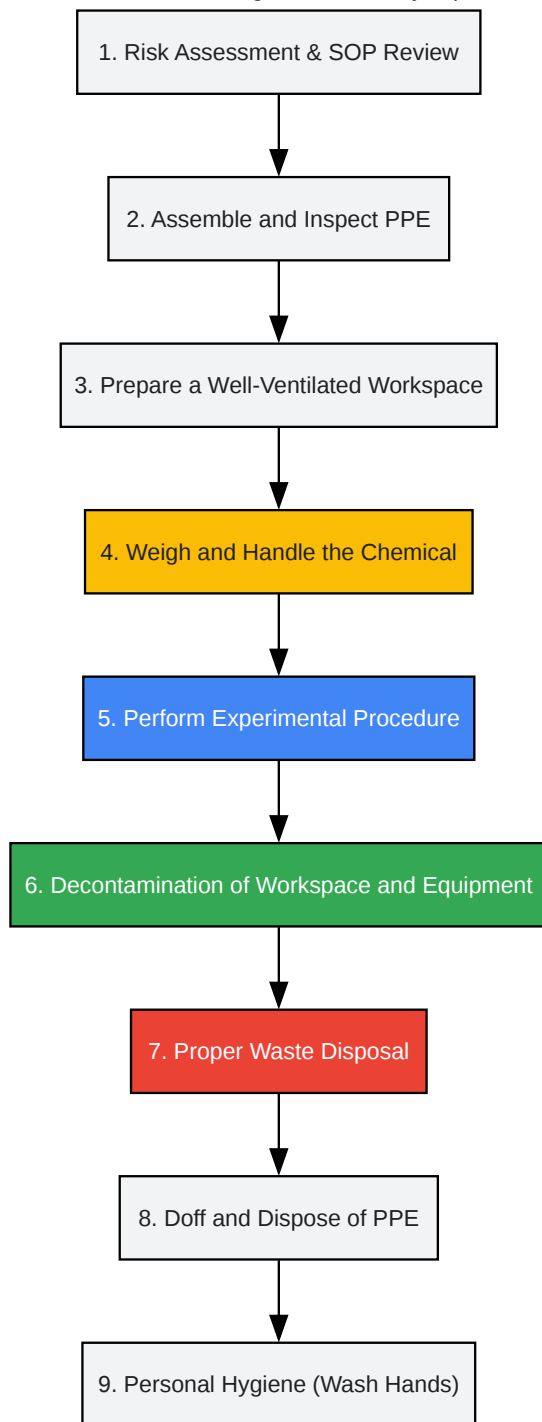 1. Risk Assessment & SOP Review
2. Assemble and Inspect PPE
3. Prepare a Well-Ventilated Workspace
4. Weigh and Handle the Chemical
5. Perform Experimental Procedure
6. Decontamination of Workspace and Equipment
7. Proper Waste Disposal
8. Doff and Dispose of PPE
9. Personal Hygiene (Wash Hands)